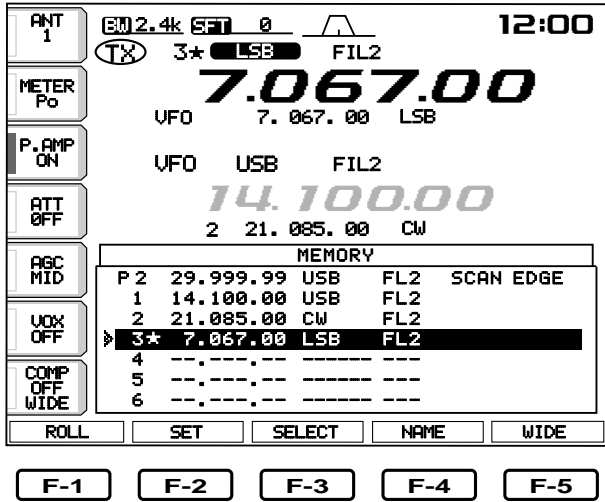 ANT 1 BW 2.4k SFT 0 12:00
TX 3★ LSB FIL2
METER Po 7.067.00
VFO 7. 067. 00 LSB
P.AMP ON VFO USB FIL2
ATT OFF 14.100.00
2 21. 085. 00 CW
AGC MID MEMORY
P2 29.999.99 USB FL2 SCAN EDGE
1 14.100.00 USB FL2
VOX OFF 2 21.085.00 CW FL2
3★ 7.067.00 LSB FL2
COMP OFF WIDE 4 --.---.-- ------ ---
5 --.---.-- ------ ---
6 --.---.-- ------ ---
ROLL SET SELECT NAME WIDE
F-1 F-2 F-3 F-4 F-5